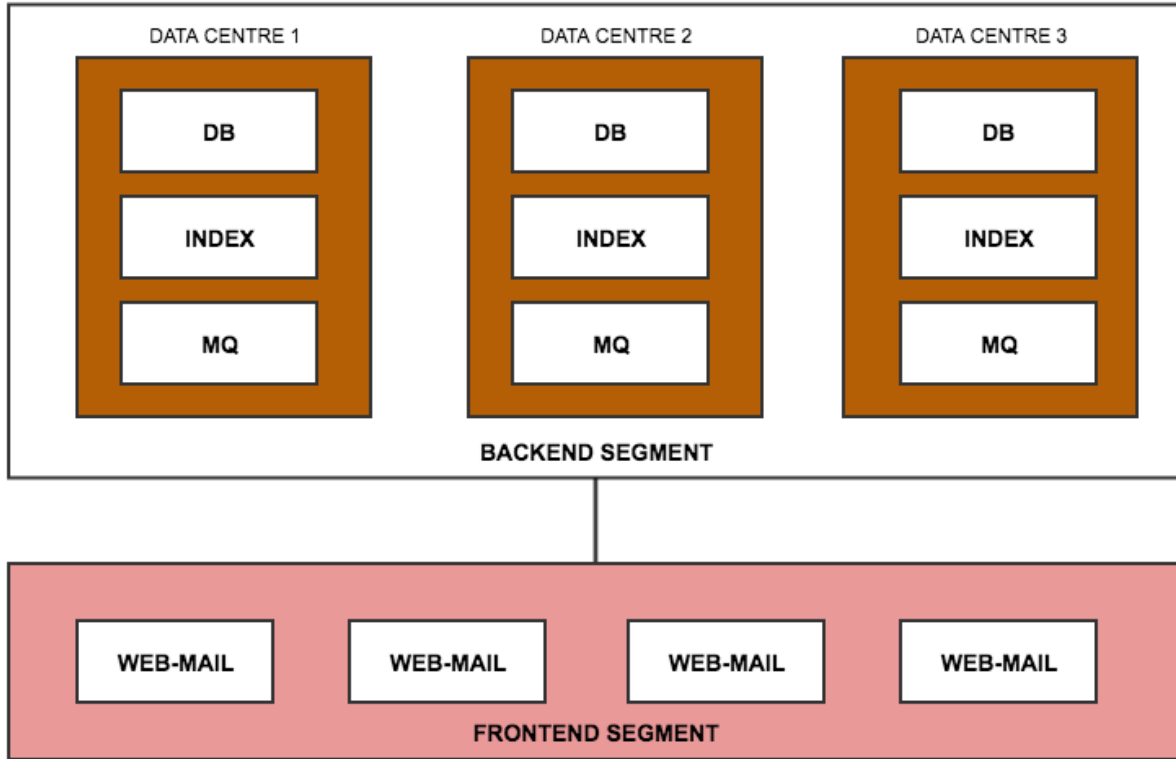 DATA CENTRE 1
DATA CENTRE 2
DATA CENTRE 3
DB
DB
DB
INDEX
INDEX
INDEX
MQ
MQ
MQ
BACKEND SEGMENT
WEB-MAIL
WEB-MAIL
WEB-MAIL
WEB-MAIL
FRONTEND SEGMENT